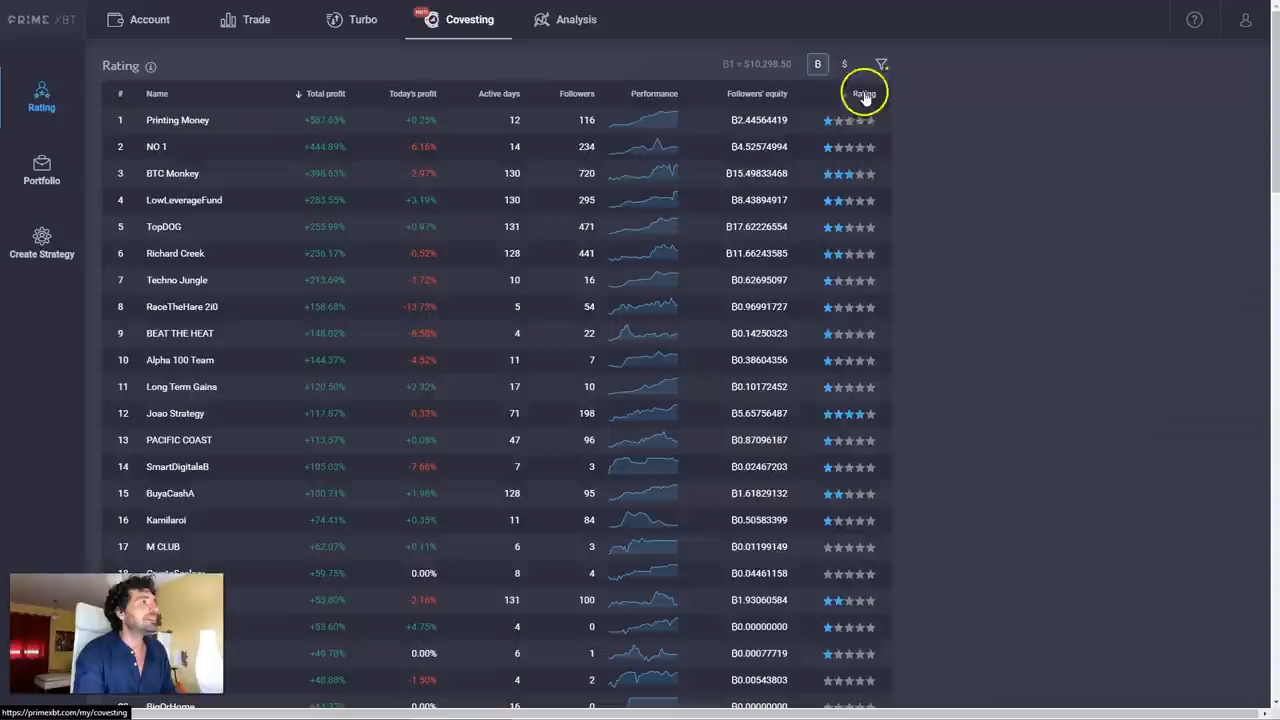 PRIME XBT Account Trade Turbo HOT! Covesting Analysis
Rating B1 = $10,298.50 B $
# Name Total profit Today's profit Active days Followers Performance Followers' equity Rating
1 Printing Money +587.63% +0.25% 12 116 B2.44564419
2 NO 1 +444.89% -6.16% 14 234 B4.52574994
3 BTC Monkey +398.63% -2.97% 130 720 B15.49833468
4 LowLeverageFund +283.55% +3.19% 130 295 B8.43894917
5 TopDOG +255.99% +0.97% 131 471 B17.62226554
6 Richard Creek +236.17% -0.52% 128 441 B11.66243585
7 Techno Jungle +213.69% -1.72% 10 16 B0.62695097
8 RaceTheHare 2i0 +158.68% -13.73% 5 54 B0.96991727
9 BEAT THE HEAT +148.02% -8.58% 4 22 B0.14250323
10 Alpha 100 Team +144.37% -4.52% 11 7 B0.38604356
11 Long Term Gains +120.50% +2.32% 17 10 B0.10172452
12 Joao Strategy +117.87% -0.33% 71 198 B5.65756487
13 PACIFIC COAST +113.57% +0.08% 47 96 B0.87096187
14 SmartDigitalsB +105.03% -7.66% 7 3 B0.02467203
15 BuyaCashA +100.71% +1.98% 128 95 B1.61829132
16 Kamilaroi +74.41% +0.35% 11 84 B0.50583399
17 M CLUB +62.07% +0.11% 6 3 B0.01199149
+59.75% 0.00% 8 4 B0.04461158
+53.80% -2.16% 131 100 B1.93060584
+53.60% +4.75% 4 0 B0.00000000
+49.78% 0.00% 6 1 B0.00077719
+48.88% -1.50% 4 2 B0.00543803
BigOrHome 0.00% 16 0 B0.00000000
Rating
Portfolio
Create Strategy
https://primexbt.com/my/covesting